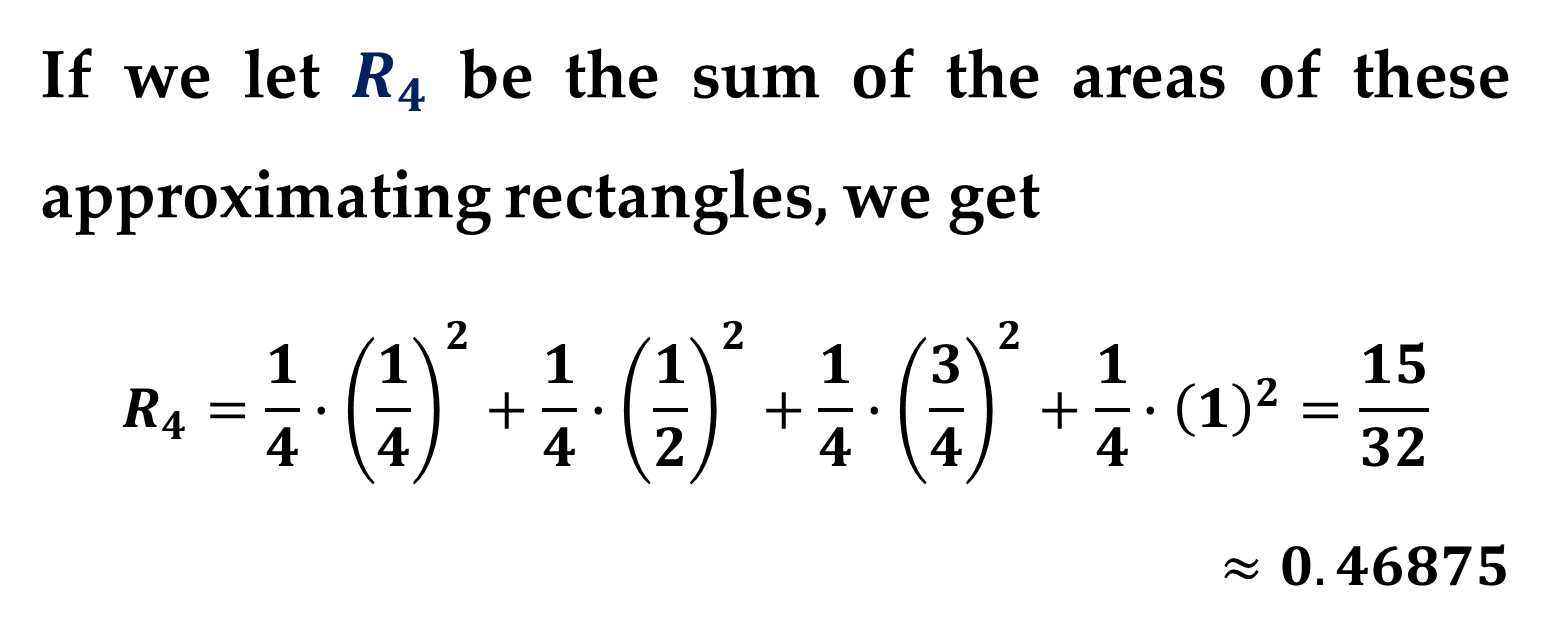 If we let R₄ be the sum of the areas of these
approximating rectangles, we get
R₄ = 1/4 · (1/4)² + 1/4 · (1/2)² + 1/4 · (3/4)² + 1/4 · (1)² = 15/32
≈ 0.46875